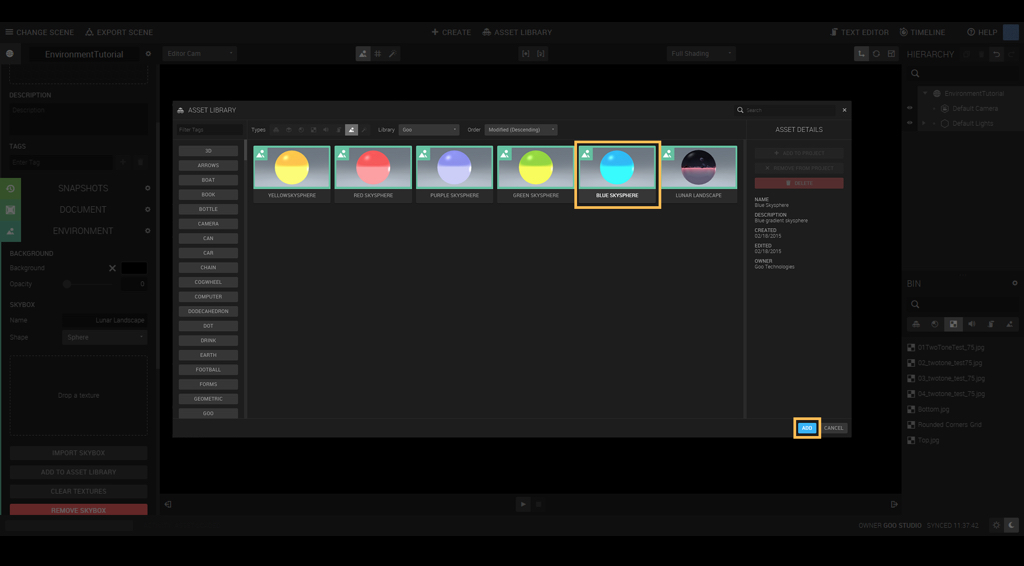 CHANGE SCENE
EXPORT SCENE
CREATE
ASSET LIBRARY
TEXT EDITOR
TIMELINE
HELP
EnvironmentTutorial
Editor Cam
Full Shading
HIERARCHY
DESCRIPTION
Description
TAGS
Enter Tag
SNAPSHOTS
DOCUMENT
ENVIRONMENT
BACKGROUND
Background
Opacity
0
SKYBOX
Name
Lunar Landscape
Shape
Sphere
Drop a texture
IMPORT SKYBOX
ADD TO ASSET LIBRARY
CLEAR TEXTURES
REMOVE SKYBOX
ASSET LIBRARY
Search
Filter Tags
Types
Library
Goo
Order
Modified (Descending)
3D
ARROWS
BOAT
BOOK
BOTTLE
CAMERA
CAN
CAR
CHAIN
COGWHEEL
COMPUTER
DODECAHEDRON
DOT
DRINK
EARTH
FOOTBALL
FORMS
GEOMETRIC
GOO
YELLOWSKYSPHERE
RED SKYSPHERE
PURPLE SKYSPHERE
GREEN SKYSPHERE
BLUE SKYSPHERE
LUNAR LANDSCAPE
ASSET DETAILS
ADD TO PROJECT
DELETE
NAME
Blue Skysphere
DESCRIPTION
Blue gradient skysphere
CREATED
02/18/2015
EDITED
02/18/2015
OWNER
Goo Technologies
ADD
CANCEL
EnvironmentTutorial
Default Camera
Default Lights
BIN
01TwoToneTest_75.jpg
02_twotone_test75.jpg
03_twotone_test_75.jpg
04_twotone_test_75.jpg
Bottom.jpg
Rounded Corners_Grid
Top.jpg
OWNER GOO STUDIO
SYNCED 11:37:42